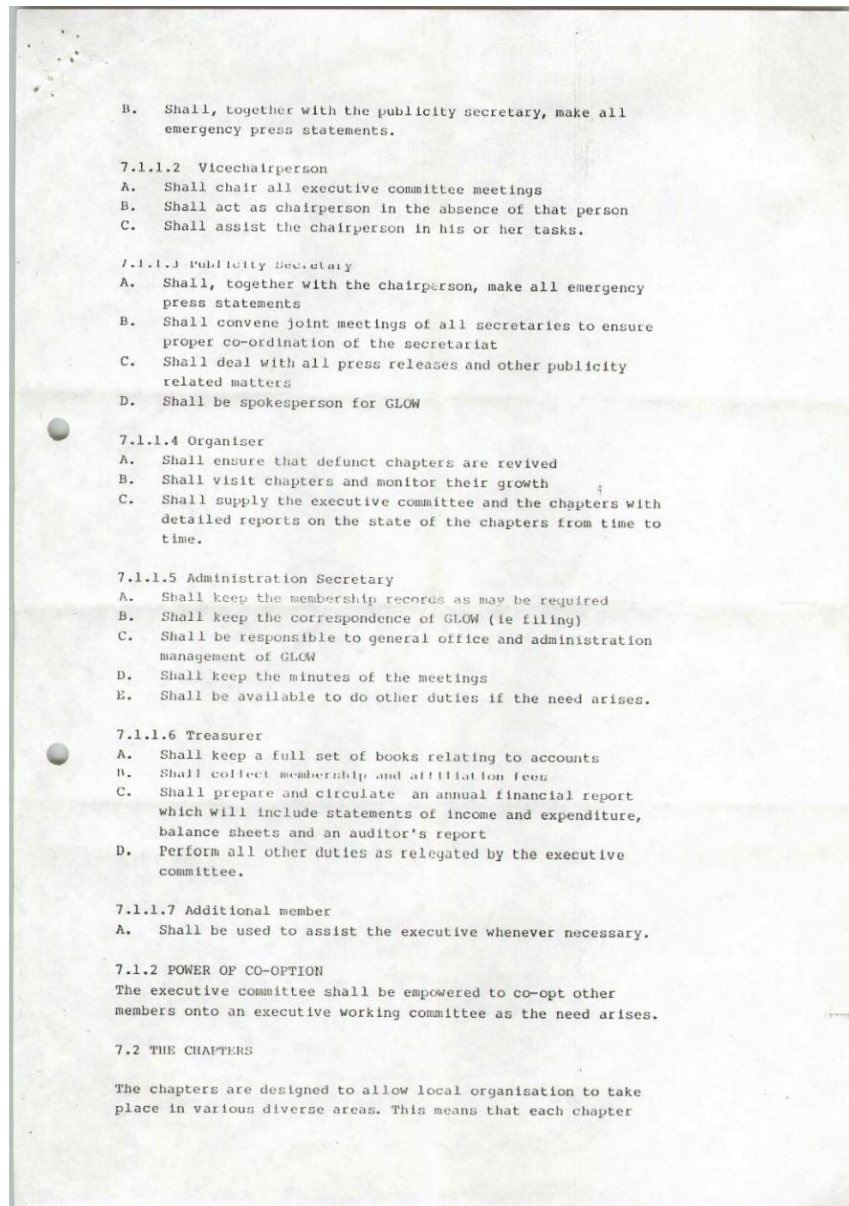 B. Shall, together with the publicity secretary, make all
emergency press statements.
7.1.1.2 Vicechairperson
A. Shall chair all executive committee meetings
B. Shall act as chairperson in the absence of that person
C. Shall assist the chairperson in his or her tasks.
7.1.1.3 Publicity Secretary
A. Shall, together with the chairperson, make all emergency
press statements
B. Shall convene joint meetings of all secretaries to ensure
proper co-ordination of the secretariat
C. Shall deal with all press releases and other publicity
related matters
D. Shall be spokesperson for GLOW
7.1.1.4 Organiser
A. Shall ensure that defunct chapters are revived
B. Shall visit chapters and monitor their growth
C. Shall supply the executive committee and the chapters with
detailed reports on the state of the chapters from time to
time.
7.1.1.5 Administration Secretary
A. Shall keep the membership records as may be required
B. Shall keep the correspondence of GLOW (ie filing)
C. Shall be responsible to general office and administration
management of GLOW
D. Shall keep the minutes of the meetings
E. Shall be available to do other duties if the need arises.
7.1.1.6 Treasurer
A. Shall keep a full set of books relating to accounts
B. Shall collect membership and affiliation fees
C. Shall prepare and circulate an annual financial report
which will include statements of income and expenditure,
balance sheets and an auditor's report
D. Perform all other duties as relegated by the executive
committee.
7.1.1.7 Additional member
A. Shall be used to assist the executive whenever necessary.
7.1.2 POWER OF CO-OPTION
The executive committee shall be empowered to co-opt other
members onto an executive working committee as the need arises.
7.2 THE CHAPTERS
The chapters are designed to allow local organisation to take
place in various diverse areas. This means that each chapter